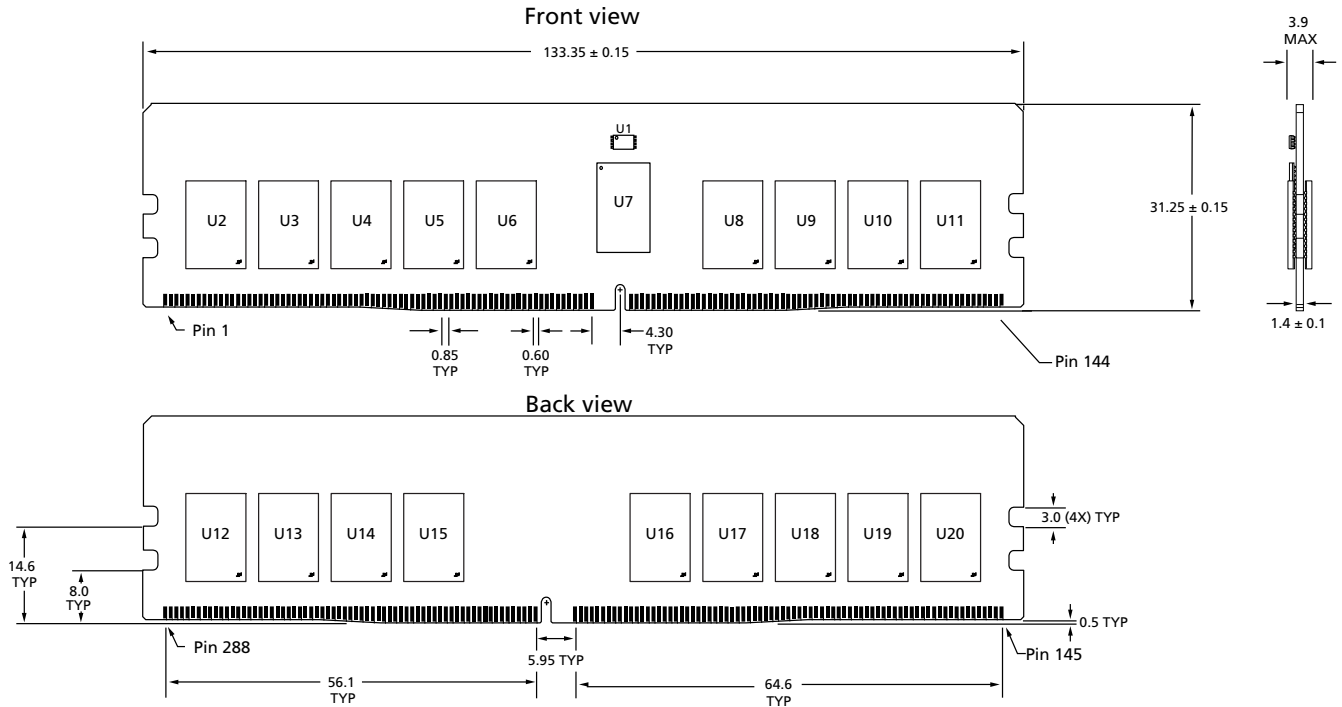 Front view
133.35 ± 0.15
3.9
MAX
U1
U2
U3
U4
U5
U6
U7
U8
U9
U10
U11
31.25 ± 0.15
Pin 1
0.85
TYP
0.60
TYP
4.30
TYP
Pin 144
1.4 ± 0.1
Back view
U12
U13
U14
U15
U16
U17
U18
U19
U20
3.0 (4X) TYP
14.6
TYP
8.0
TYP
0.5 TYP
Pin 288
5.95 TYP
Pin 145
56.1
TYP
64.6
TYP